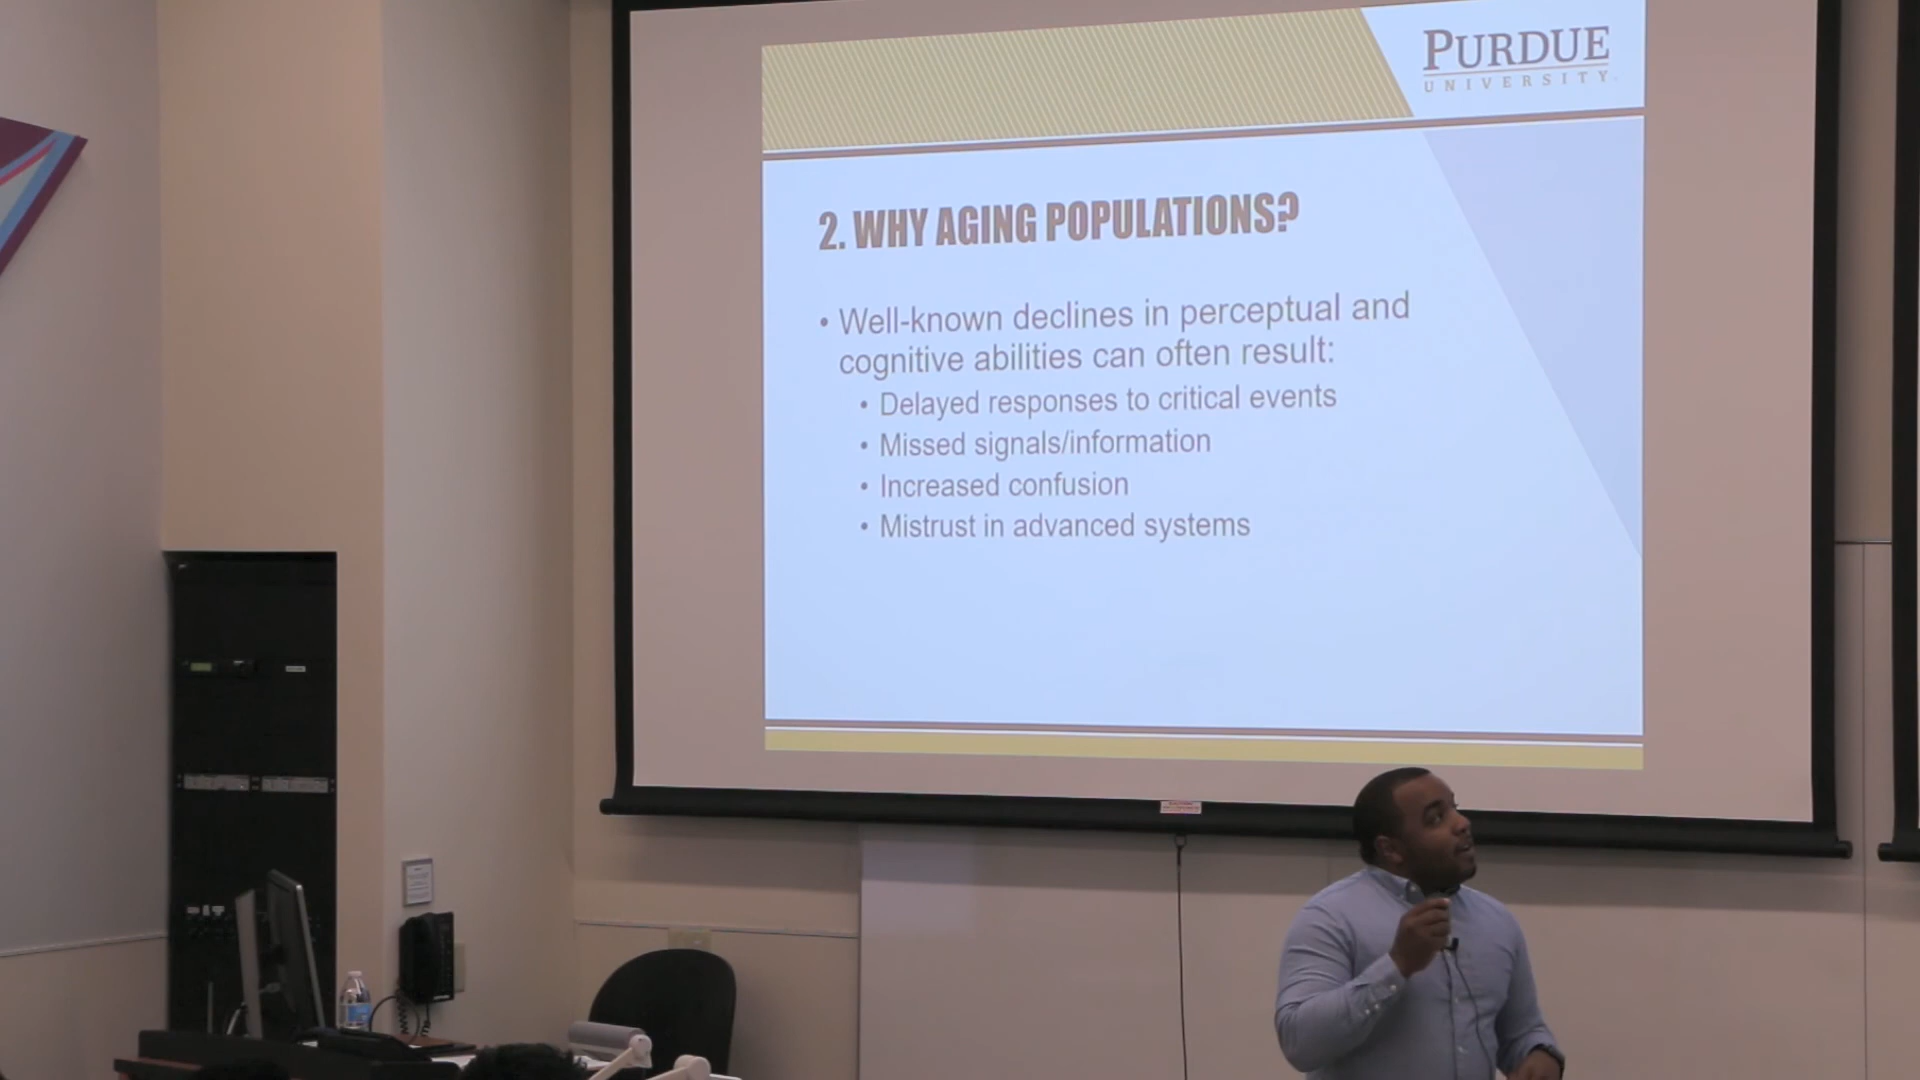 PURDUE
UNIVERSITY
2. WHY AGING POPULATIONS?
• Well-known declines in perceptual and
cognitive abilities can often result:
• Delayed responses to critical events
• Missed signals/information
• Increased confusion
• Mistrust in advanced systems